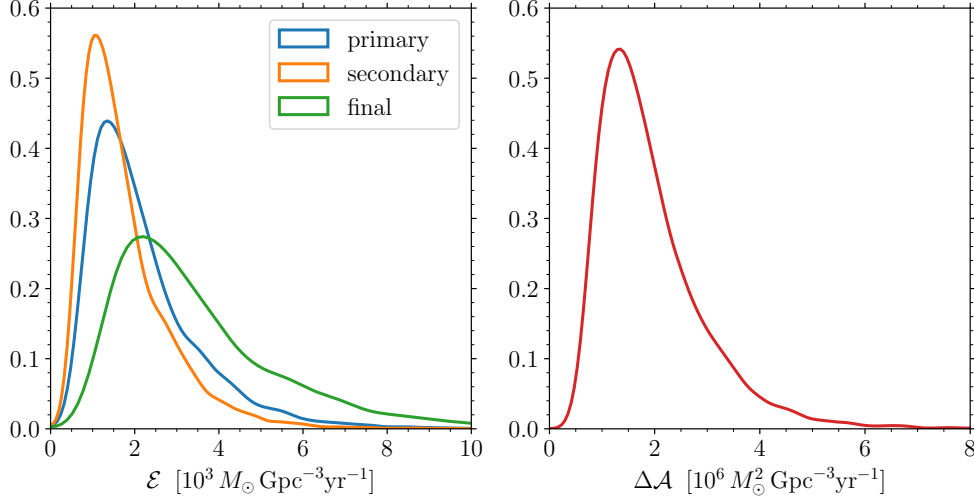 0.6
0.5
0.4
0.3
0.2
0.1
0.0
0 2 4 6 8 10
primary
secondary
final
ℰ [10³ M⊙ Gpc⁻³yr⁻¹]
0.6
0.5
0.4
0.3
0.2
0.1
0.0
0 2 4 6 8
Δ𝒜 [10⁶ M⊙² Gpc⁻³yr⁻¹]